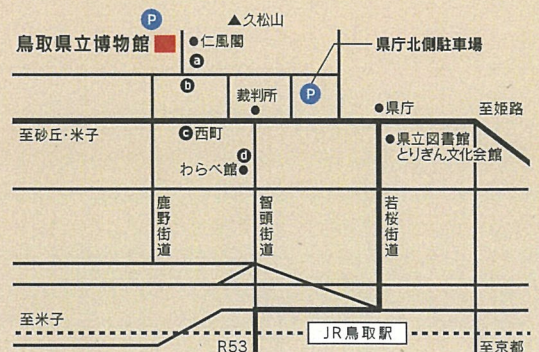 P
▲久松山
鳥取県立博物館
●仁風閣
a
県庁北側駐車場
b
裁判所
P
●県庁
至姫路
至砂丘・米子
c 西町
●県立図書館
とりぎん文化会館
d
わらべ館●
鹿野街道
智頭街道
若桜街道
至米子
JR鳥取駅
R53
至京都